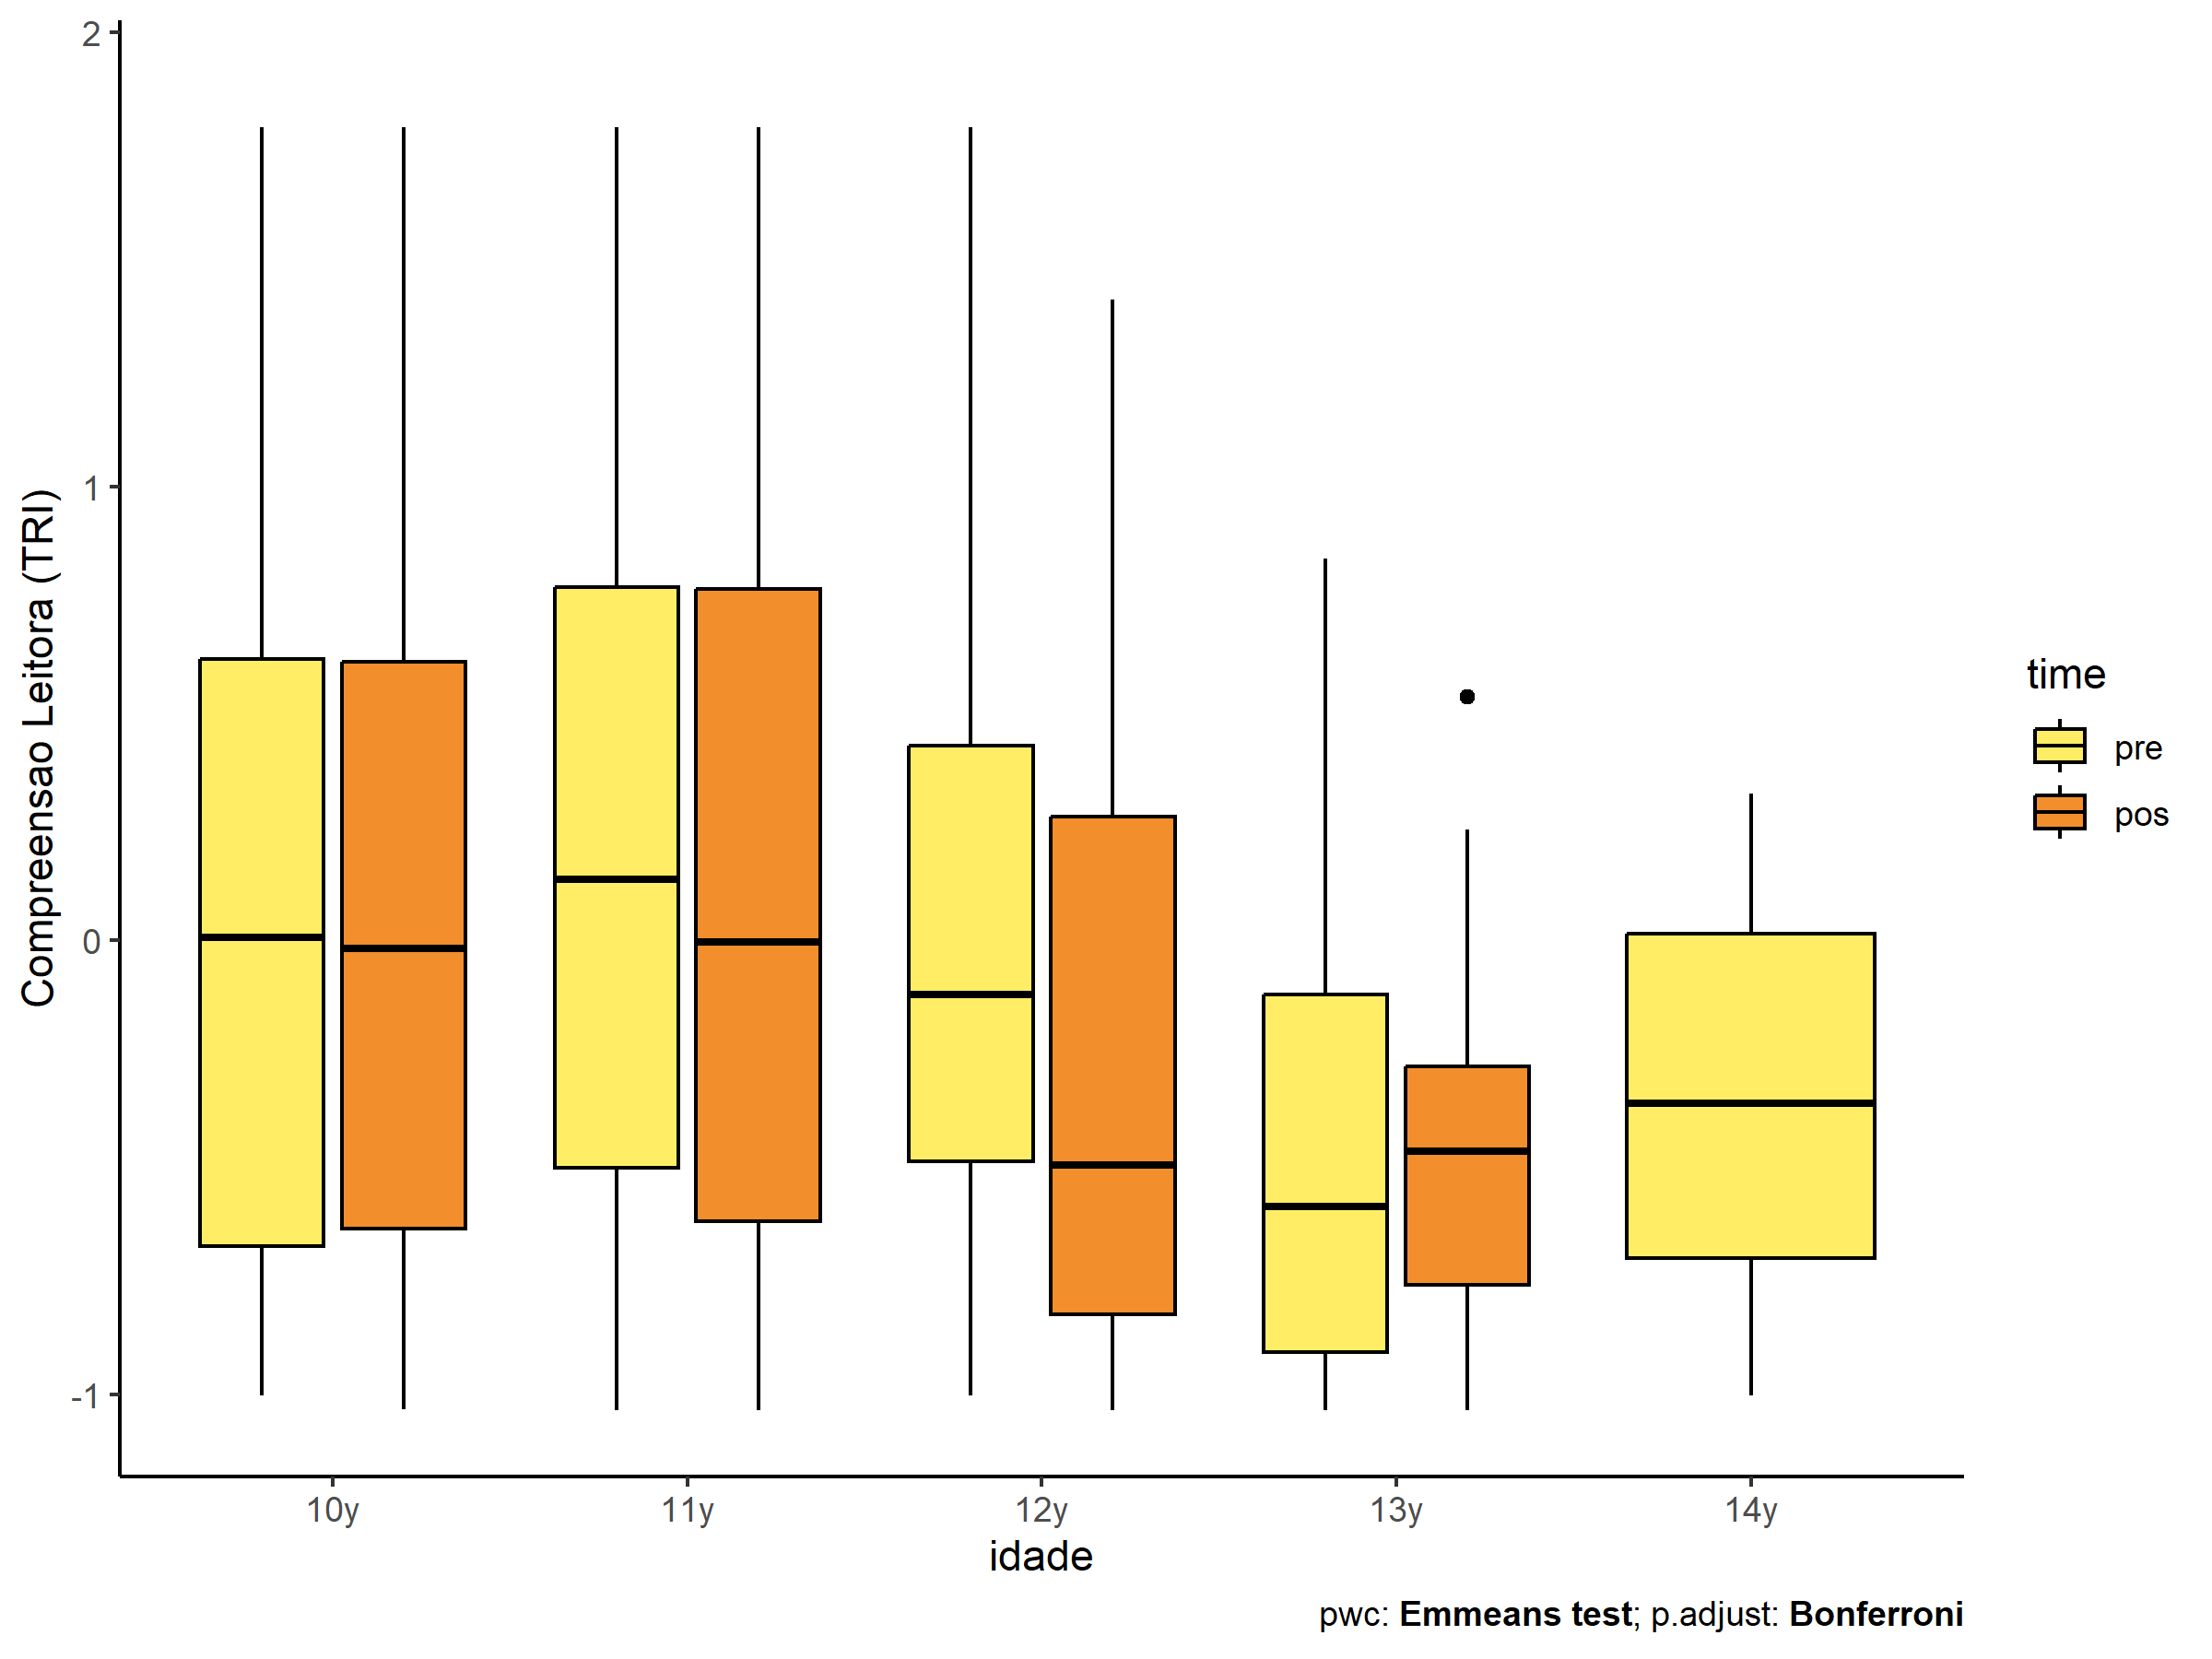 2
1
0
-1
Compreensao Leitora (TRI)
10y 11y 12y 13y 14y
idade
time
pre
pos
pwc: Emmeans test; p.adjust: Bonferroni